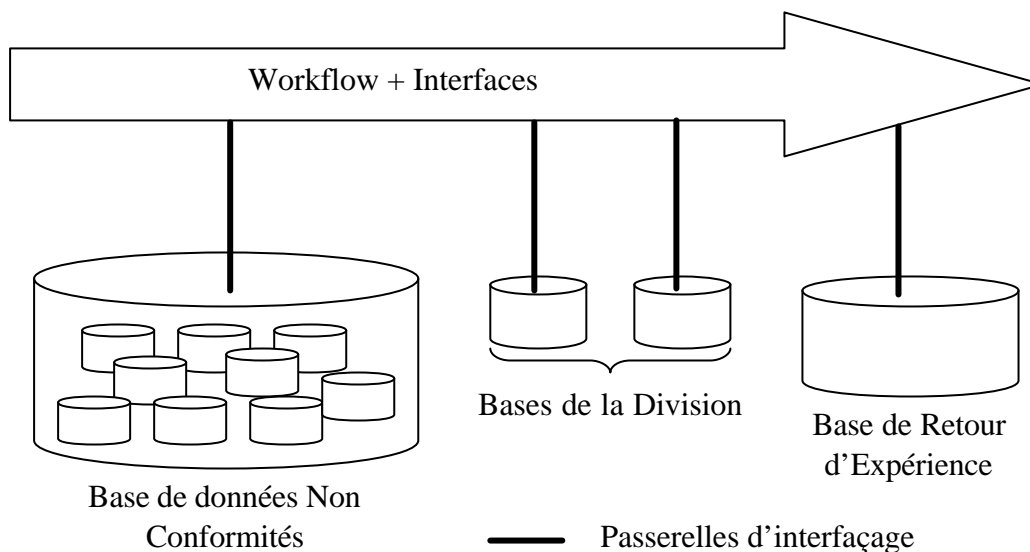 Workflow + Interfaces
Bases de la Division
Base de Retour
d’Expérience
Base de données Non
Conformités
Passerelles d’interfaçage